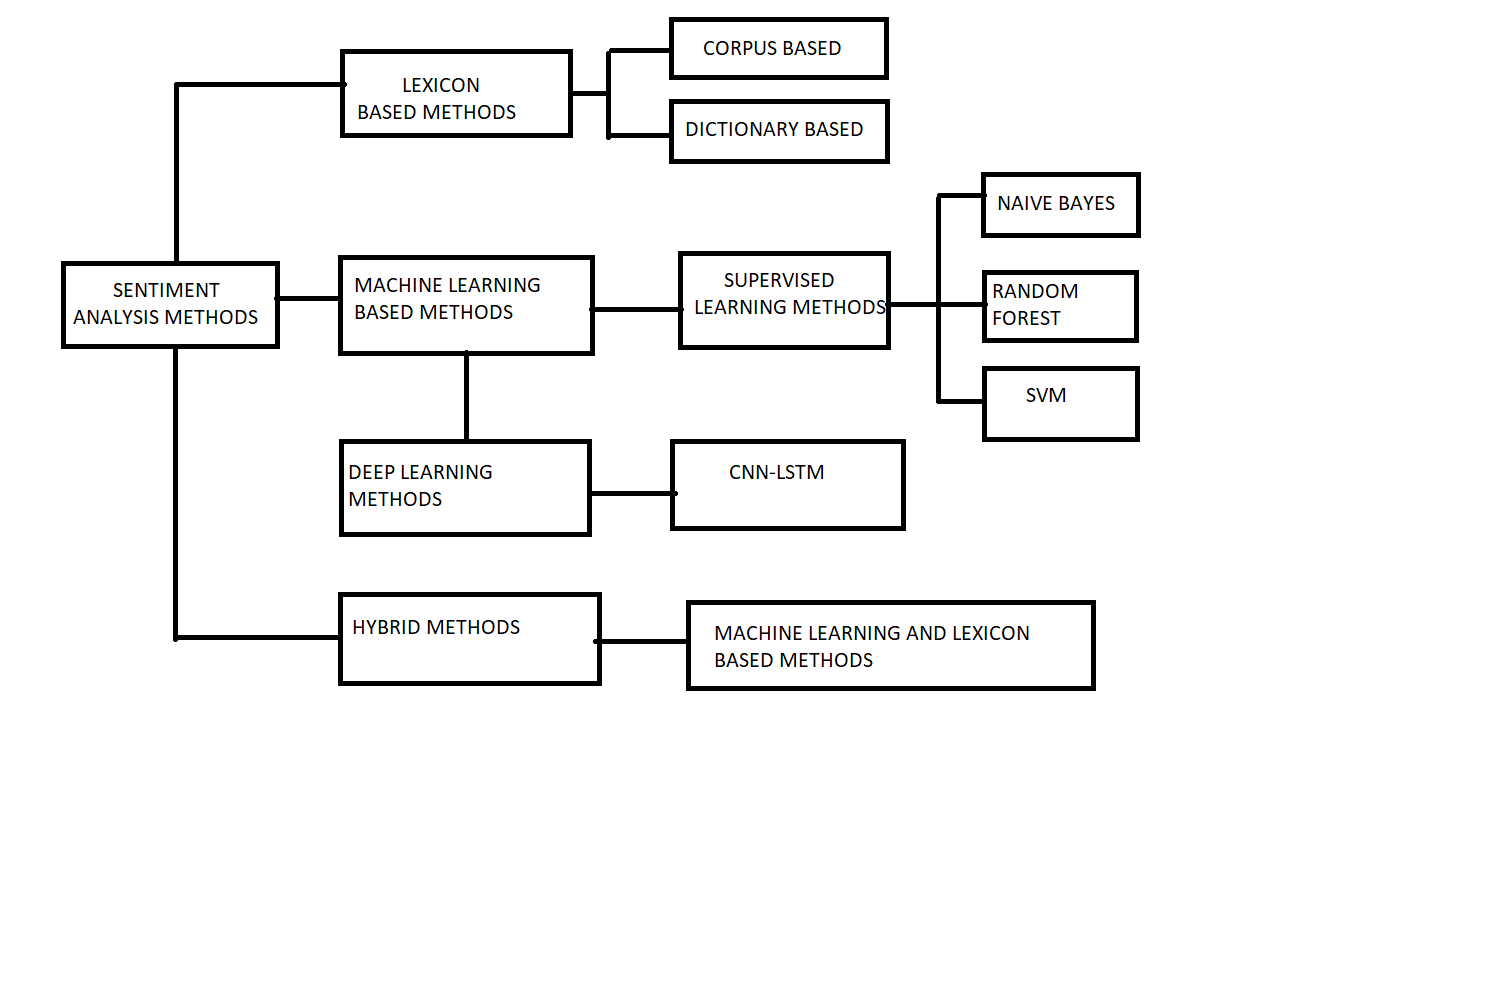 CORPUS BASED
LEXICON
BASED METHODS
DICTIONARY BASED
NAIVE BAYES
SENTIMENT
ANALYSIS METHODS
MACHINE LEARNING
BASED METHODS
SUPERVISED
LEARNING METHODS
RANDOM
FOREST
SVM
DEEP LEARNING
METHODS
CNN-LSTM
HYBRID METHODS
MACHINE LEARNING AND LEXICON
BASED METHODS